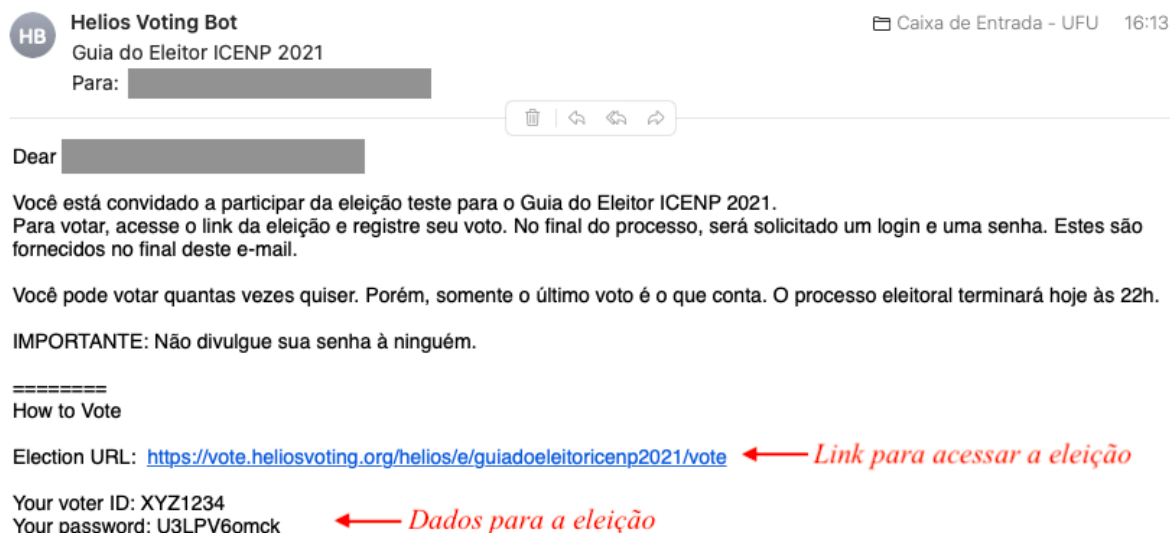 HB
Helios Voting Bot
Caixa de Entrada - UFU 16:13
Guia do Eleitor ICENP 2021
Para:
Dear
Você está convidado a participar da eleição teste para o Guia do Eleitor ICENP 2021.
Para votar, acesse o link da eleição e registre seu voto. No final do processo, será solicitado um login e uma senha. Estes são
fornecidos no final deste e-mail.
Você pode votar quantas vezes quiser. Porém, somente o último voto é o que conta. O processo eleitoral terminará hoje às 22h.
IMPORTANTE: Não divulgue sua senha à ninguém.
========
How to Vote
Election URL: https://vote.heliosvoting.org/helios/e/guiadoeleitoricenp2021/vote Link para acessar a eleição
Your voter ID: XYZ1234
Your password: U3LPV6omck Dados para a eleição